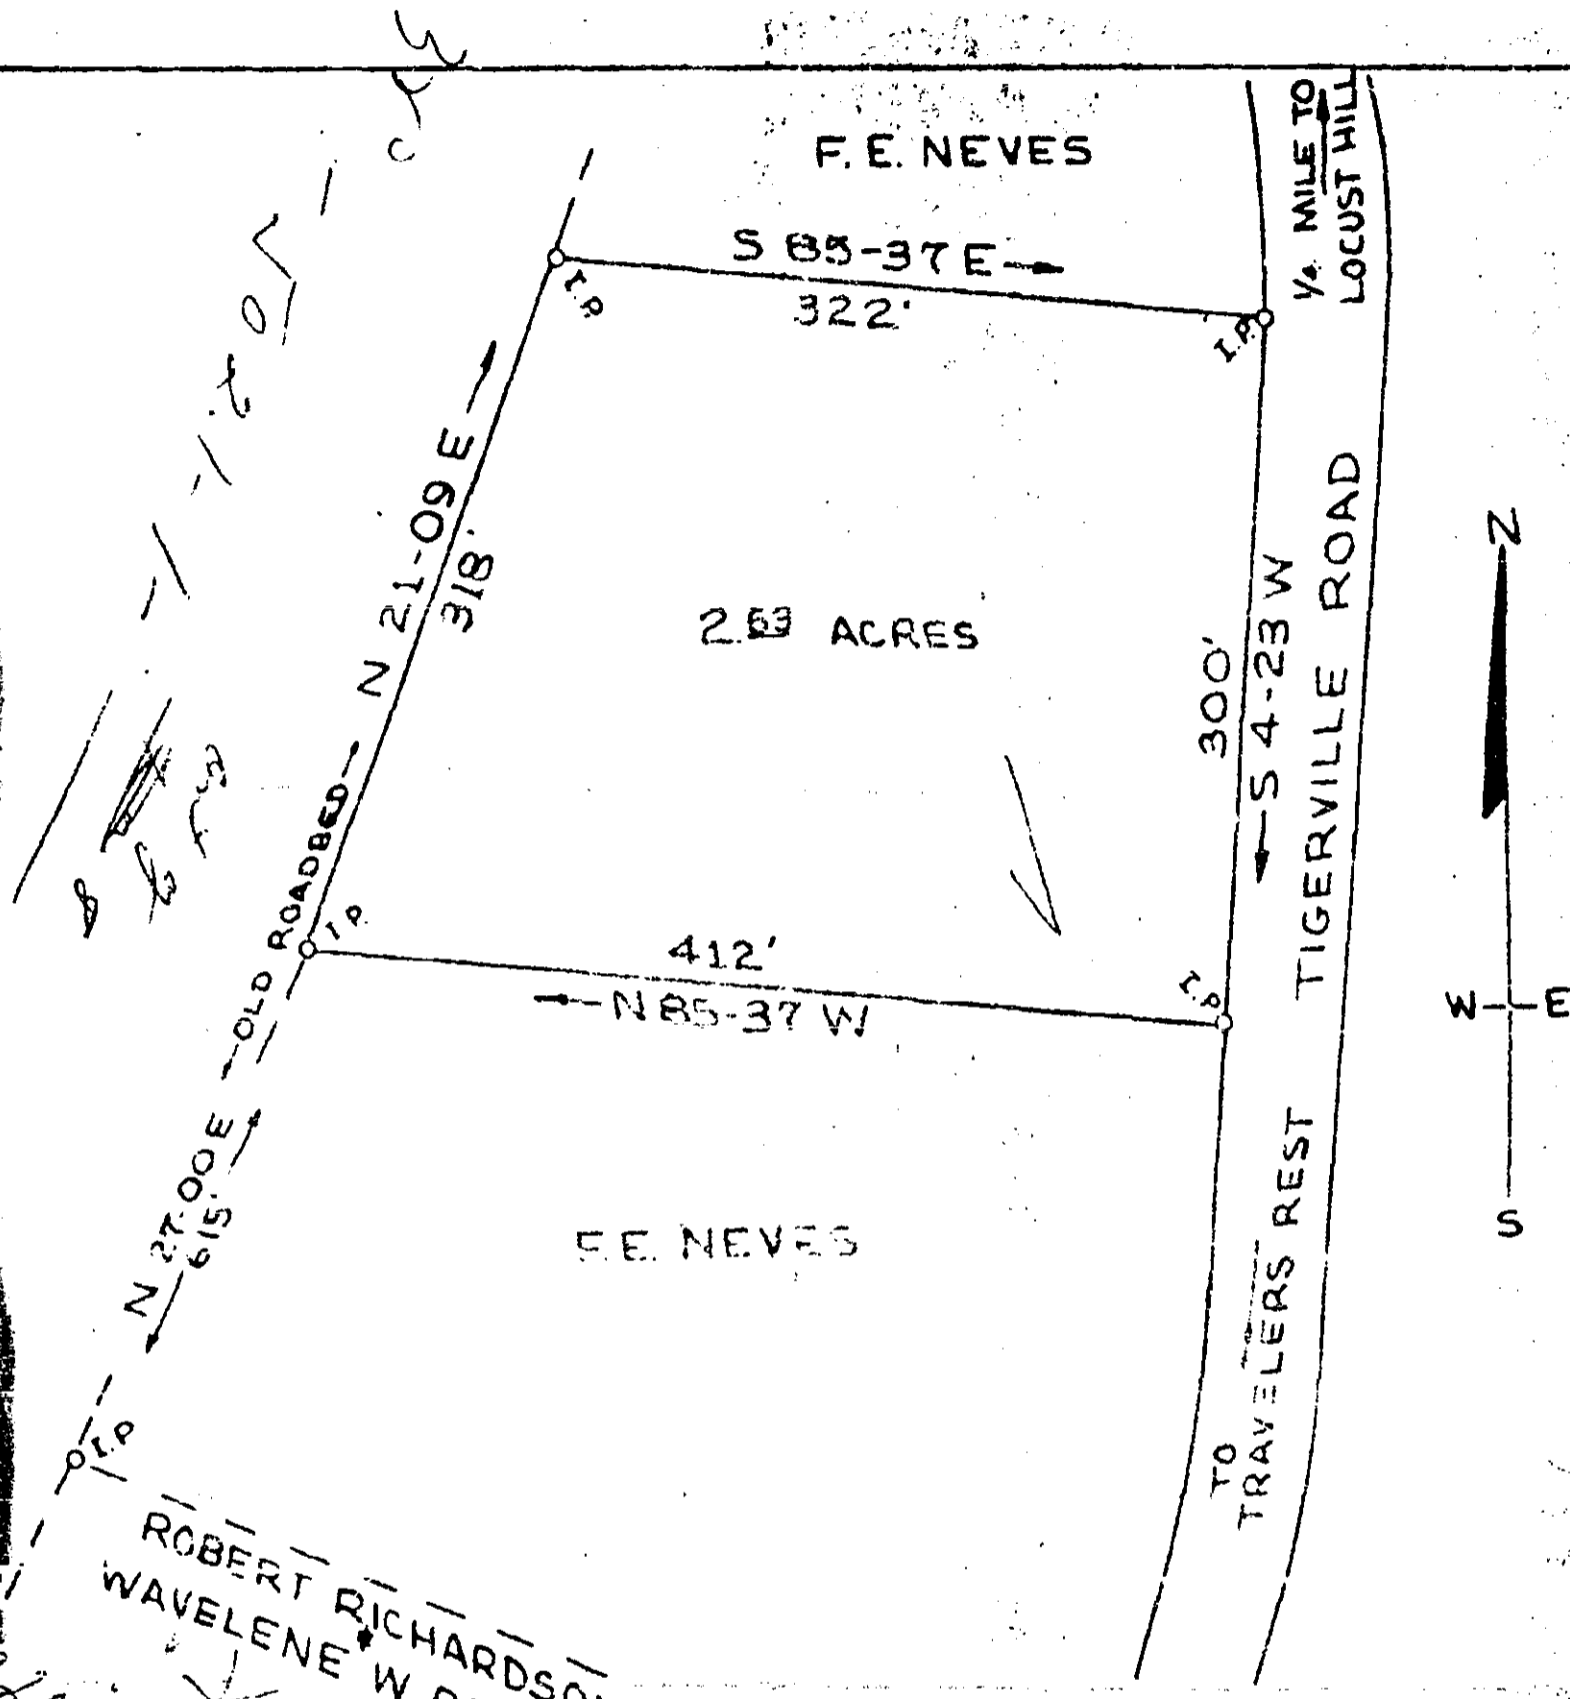 F. E. NEVES
1/4 MILE TO
LOCUST HILL
S 85-37 E
322'
I.P.
I.P.
N 21-09 E
318'
2.53 ACRES
300'
S 4-23 W
TIGERVILLE ROAD
N
W E
S
OLD ROADBED
I.P.
412'
N 85-37 W
I.P.
N 27-00 E
615'
F. E. NEVES
TO
TRAVELERS REST
I.P.
ROBERT RICHARDSON
WAVELENE W